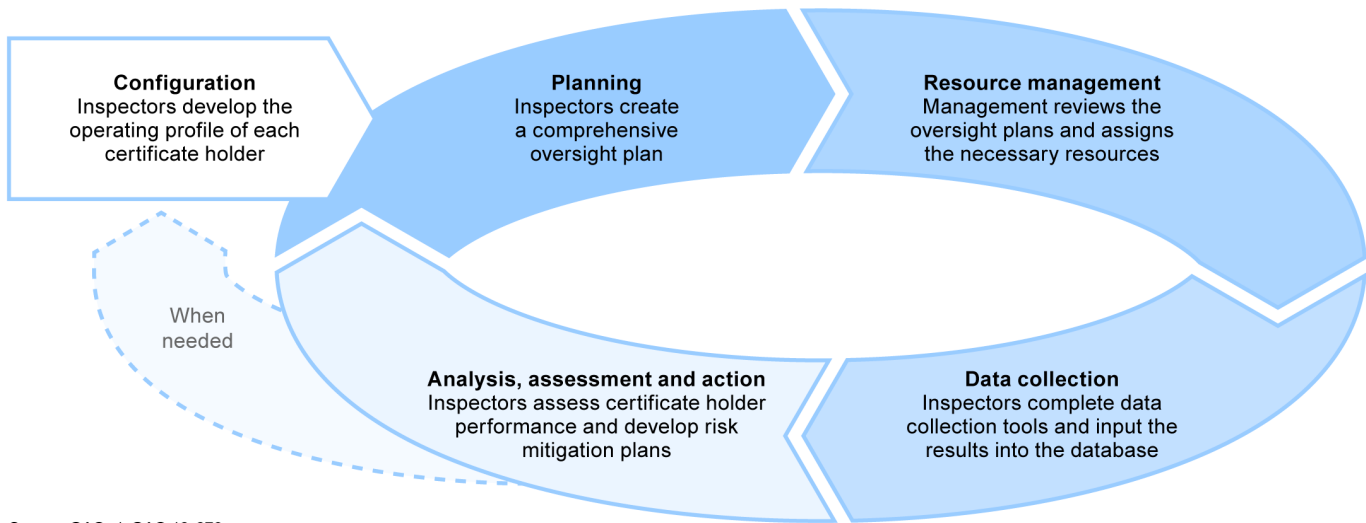 Configuration
Inspectors develop the
operating profile of each
certificate holder
Planning
Inspectors create
a comprehensive
oversight plan
Resource management
Management reviews the
oversight plans and assigns
the necessary resources
When
needed
Analysis, assessment and action
Inspectors assess certificate holder
performance and develop risk
mitigation plans
Data collection
Inspectors complete data
collection tools and input the
results into the database